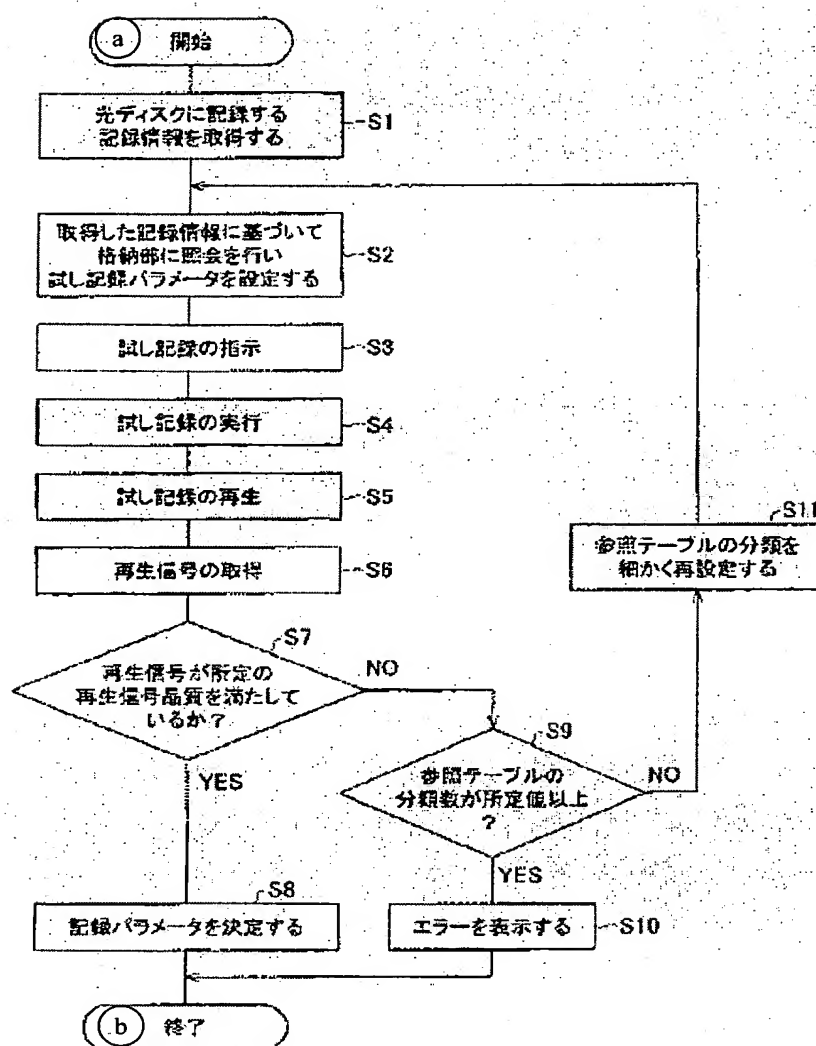 a 開始
光ディスクに記録する
記録情報を取得する
S1
取得した記録情報に基づいて
格納部に照会を行い
試し記録パラメータを設定する
S2
試し記録の指示
S3
試し記録の実行
S4
試し記録の再生
S5
再生信号の取得
S6
S11
参照テーブルの分類を
細かく再設定する
S7
再生信号が所定の
再生信号品質を満たして
いるか？
NO
YES
S9
参照テーブルの
分類数が所定値以上
？
NO
YES
S8
記録パラメータを決定する
エラーを表示する
S10
b 終了